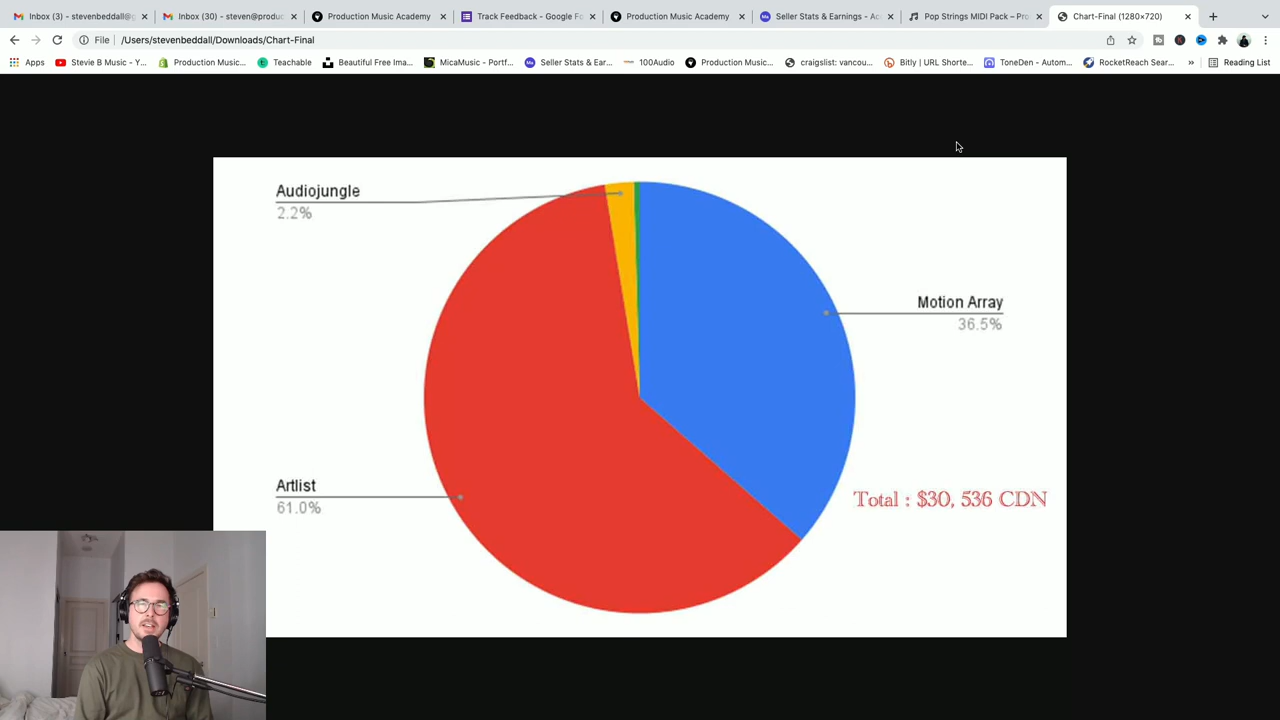 Inbox (3) - stevenbeddall@g
Inbox (30) - steven@produc
Production Music Academy
Track Feedback - Google Fo
Production Music Academy
Seller Stats & Earnings - Ac
Pop Strings MIDI Pack – Pro
Chart-Final (1280×720)
File
/Users/stevenbeddall/Downloads/Chart-Final
Apps
Stevie B Music - Y...
Production Music...
Teachable
Beautiful Free Ima...
MicaMusic - Portf...
Seller Stats & Ear...
100Audio
Production Music...
craigslist: vancou...
Bitly | URL Shorte...
ToneDen - Autom...
RocketReach Sear...
»
Reading List
Audiojungle
2.2%
Motion Array
36.5%
Artlist
61.0%
Total : $30, 536 CDN